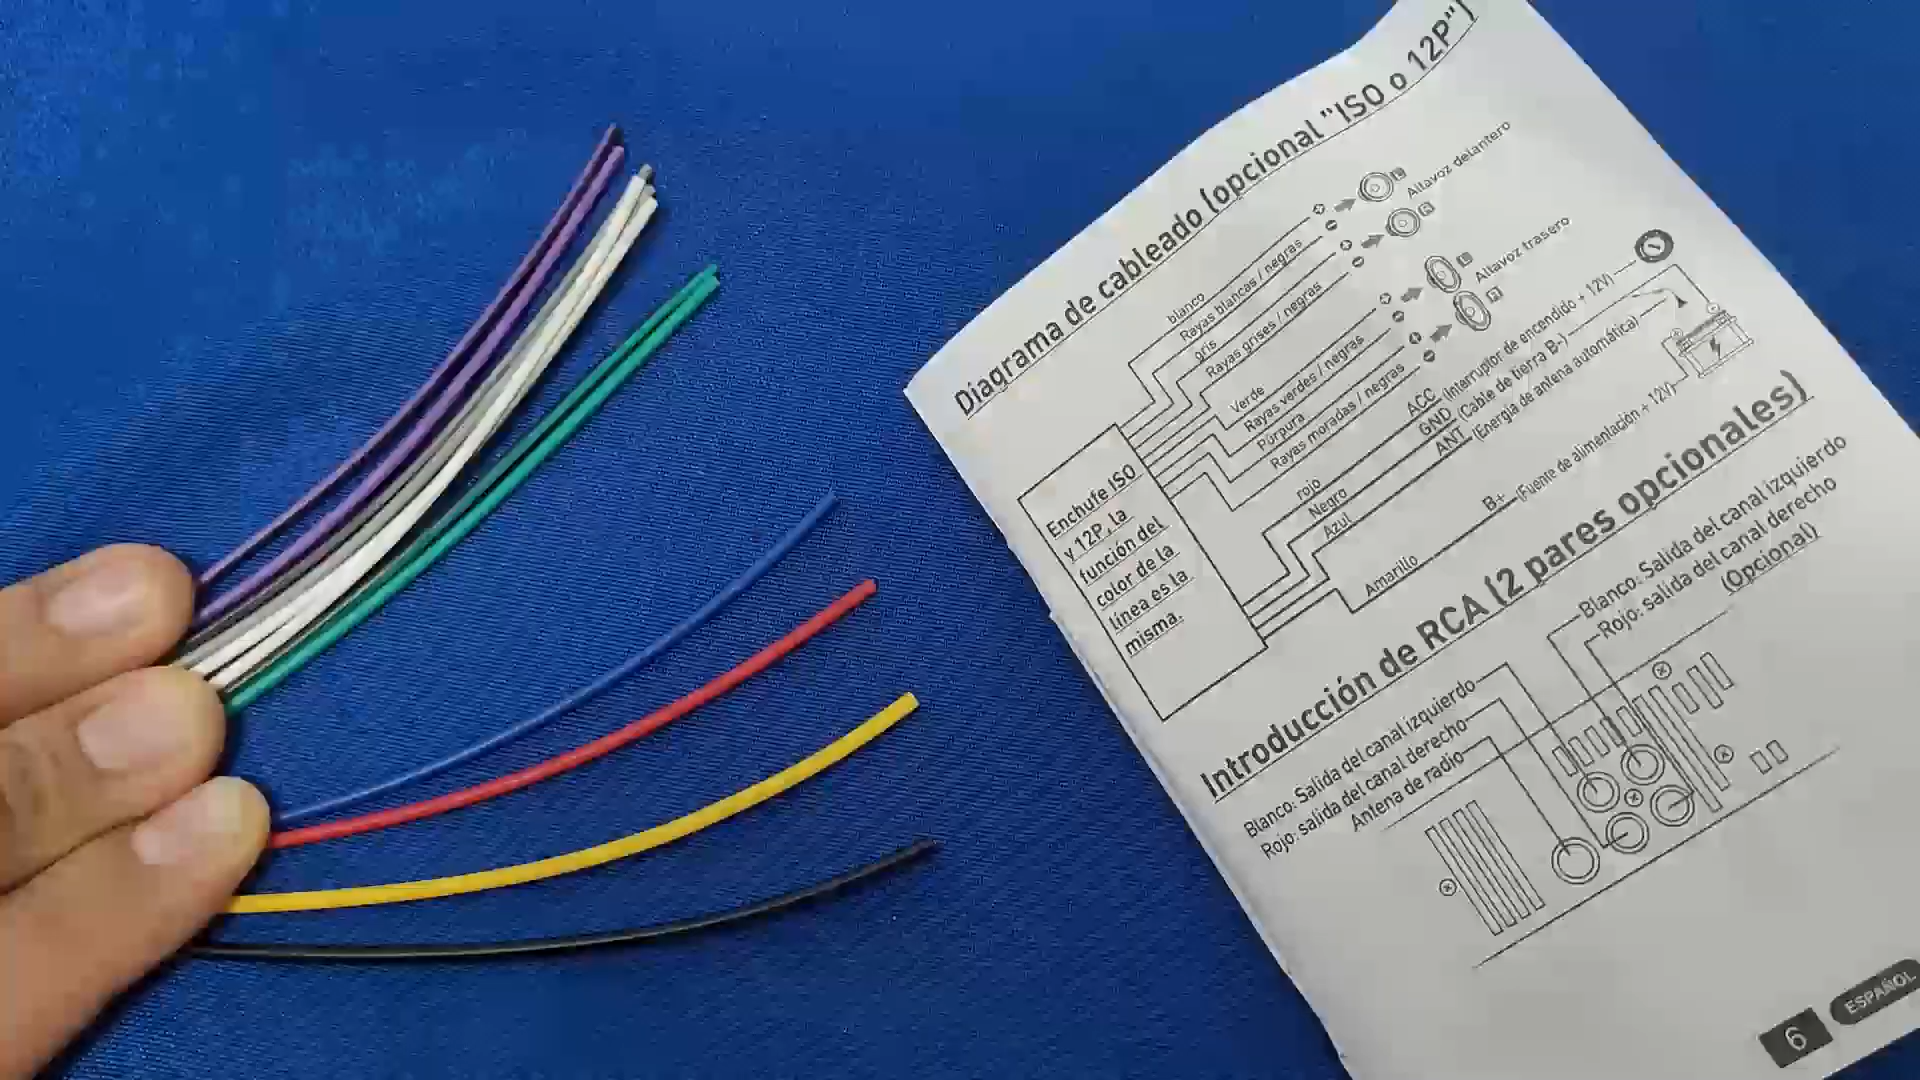 Diagrama de cableado (opcional "ISO o 12P")
blanco
Rayas blancas / negras
gris
Rayas grises / negras
Verde
Rayas verdes / negras
Púrpura
Rayas moradas / negras
L
R
Altavoz delantero
L
R
Altavoz trasero
Enchufe ISO
y 12P, la
función del
color de la
línea es la
misma.
rojo
ACC (Interruptor de encendido + 12V)
Negro
GND (Cable de tierra B-)
Azul
ANT (Energía de antena automática)
Amarillo
B+ (Fuente de alimentación + 12V)
Introducción de RCA (2 pares opcionales)
Blanco: Salida del canal izquierdo
Rojo: salida del canal derecho
(Opcional)
Blanco: Salida del canal izquierdo
Rojo: salida del canal derecho
Antena de radio
6
ESPAÑOL